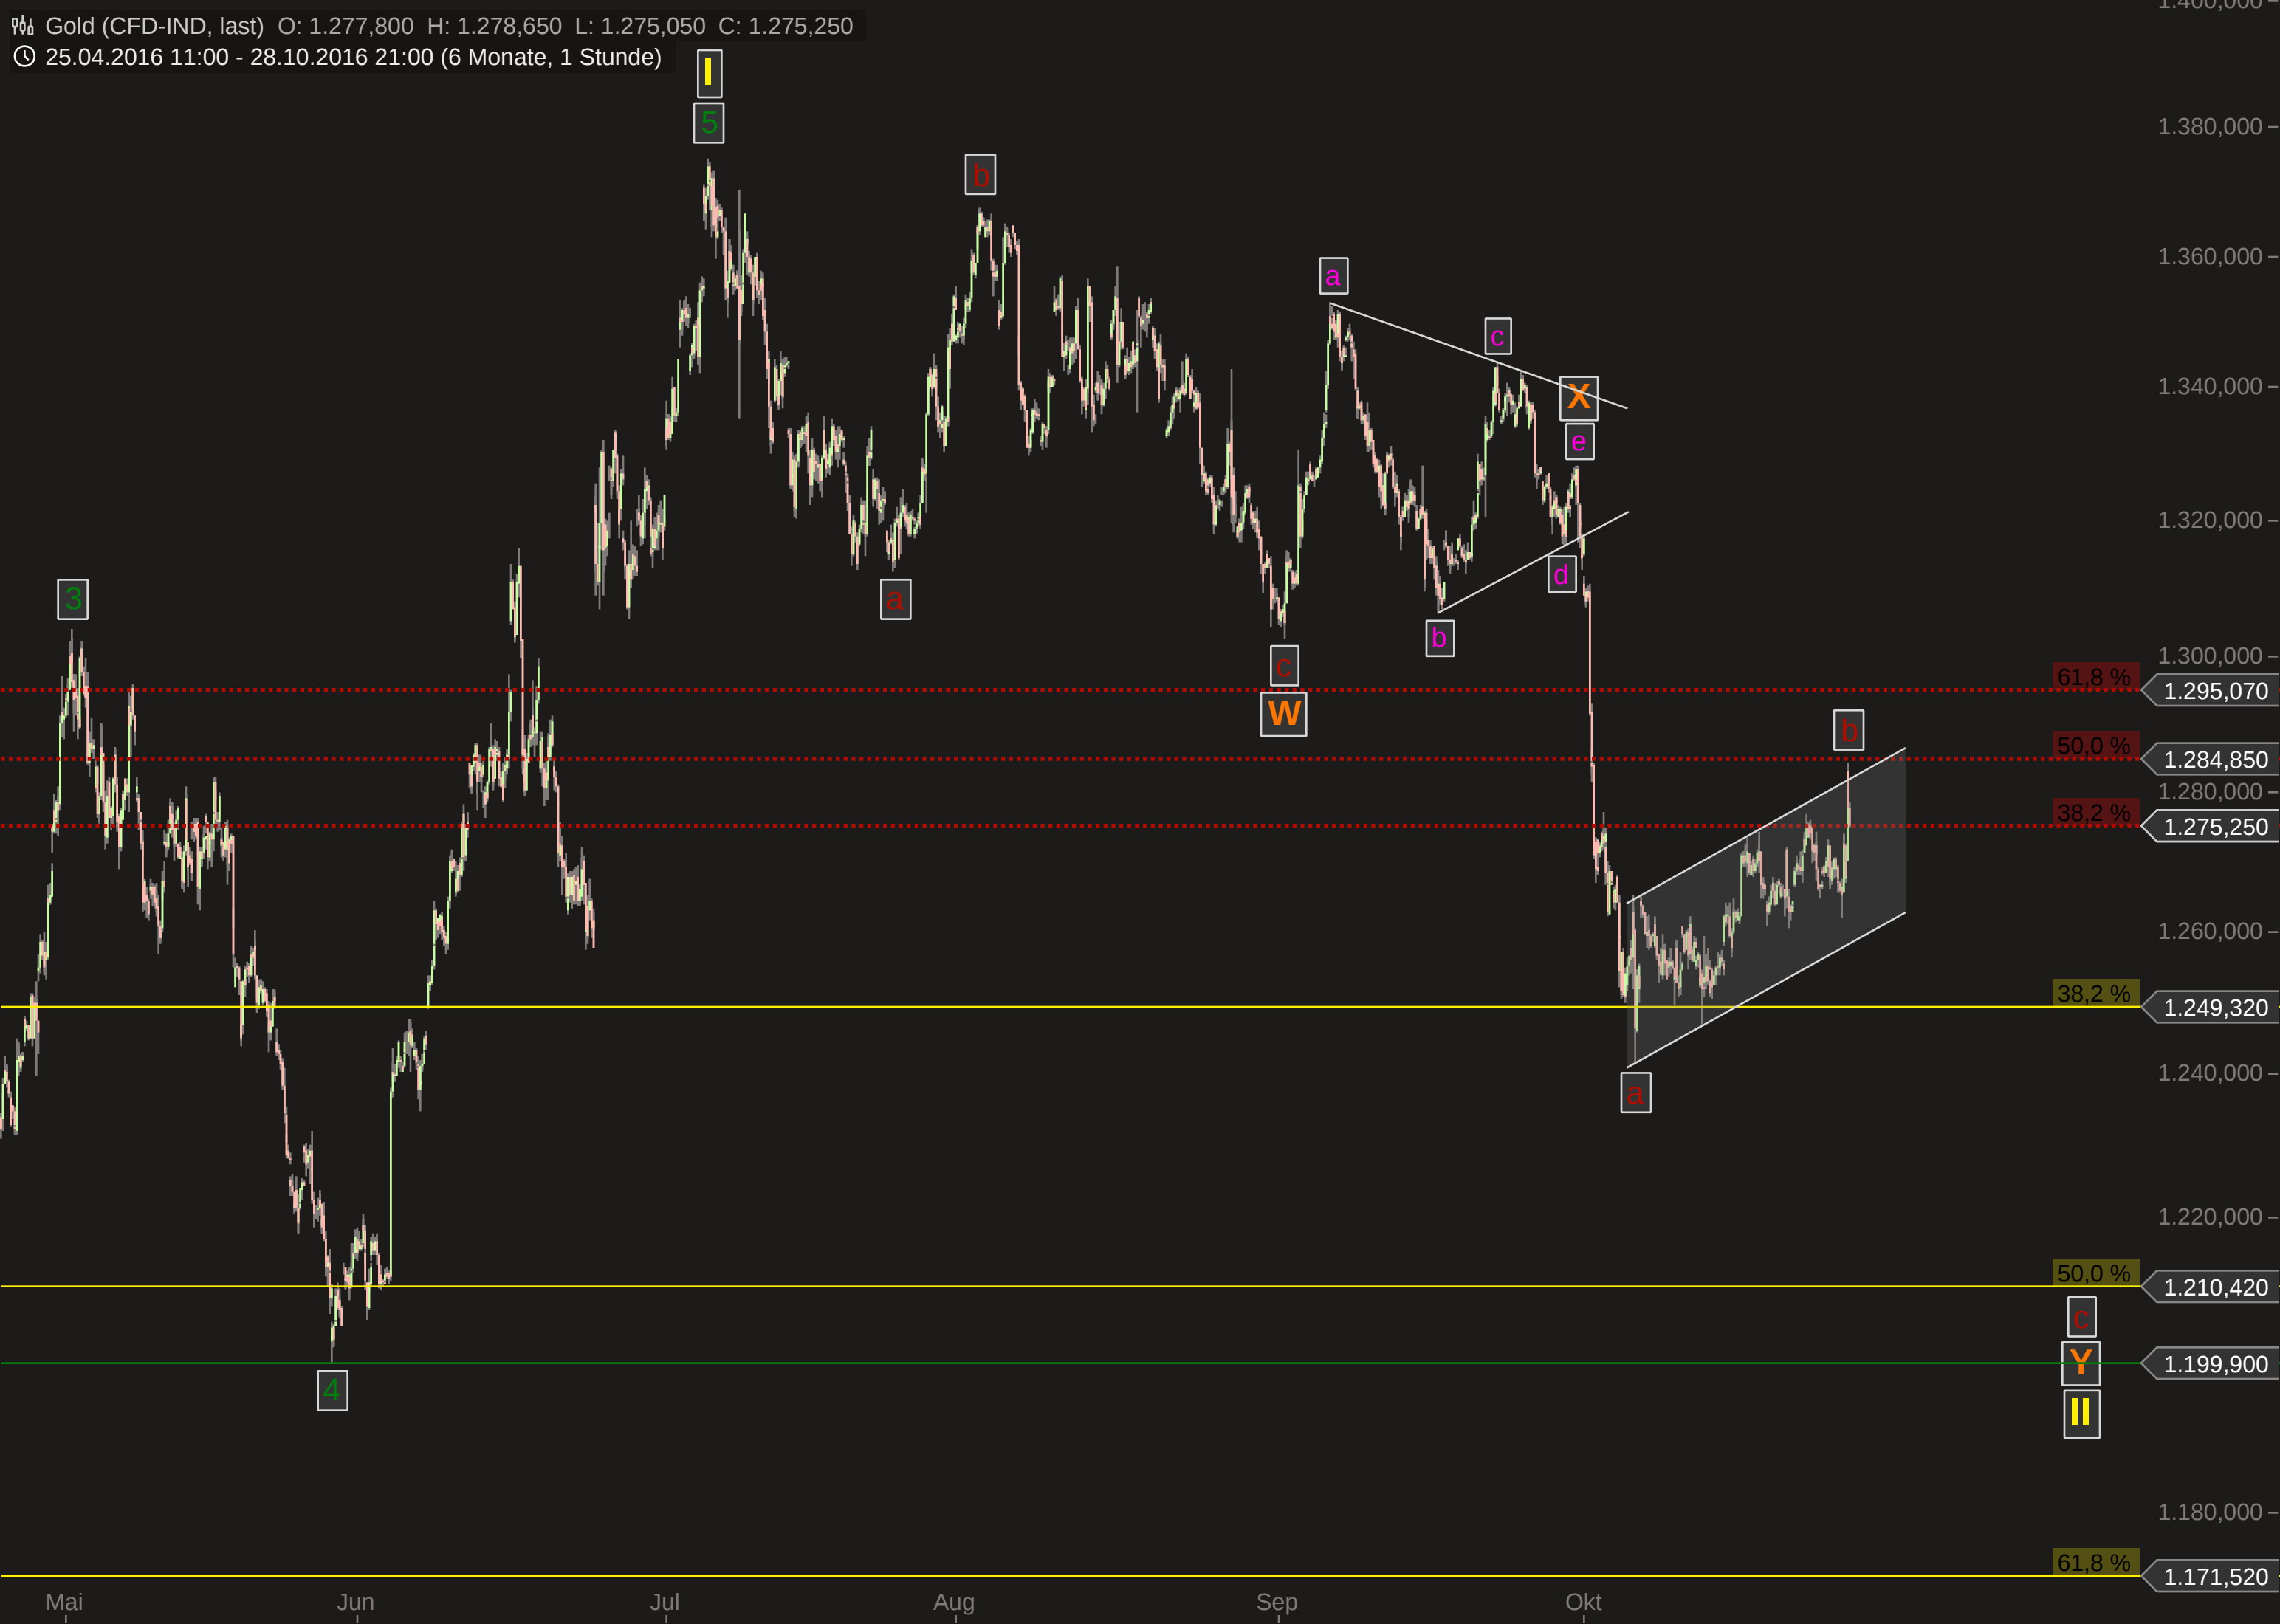 1.400,000
Gold (CFD-IND, last) O: 1.277,800 H: 1.278,650 L: 1.275,050 C: 1.275,250
25.04.2016 11:00 - 28.10.2016 21:00 (6 Monate, 1 Stunde)
I
5
1.380,000
b
1.360,000
a
c
1.340,000
X
e
1.320,000
d
3
a
b
1.300,000
c
61,8 %
1.295,070
W
b
50,0 %
1.284,850
1.280,000
38,2 %
1.275,250
1.260,000
38,2 %
1.249,320
1.240,000
a
1.220,000
50,0 %
1.210,420
c
Y
1.199,900
4
II
1.180,000
61,8 %
1.171,520
Mai Jun Jul Aug Sep Okt